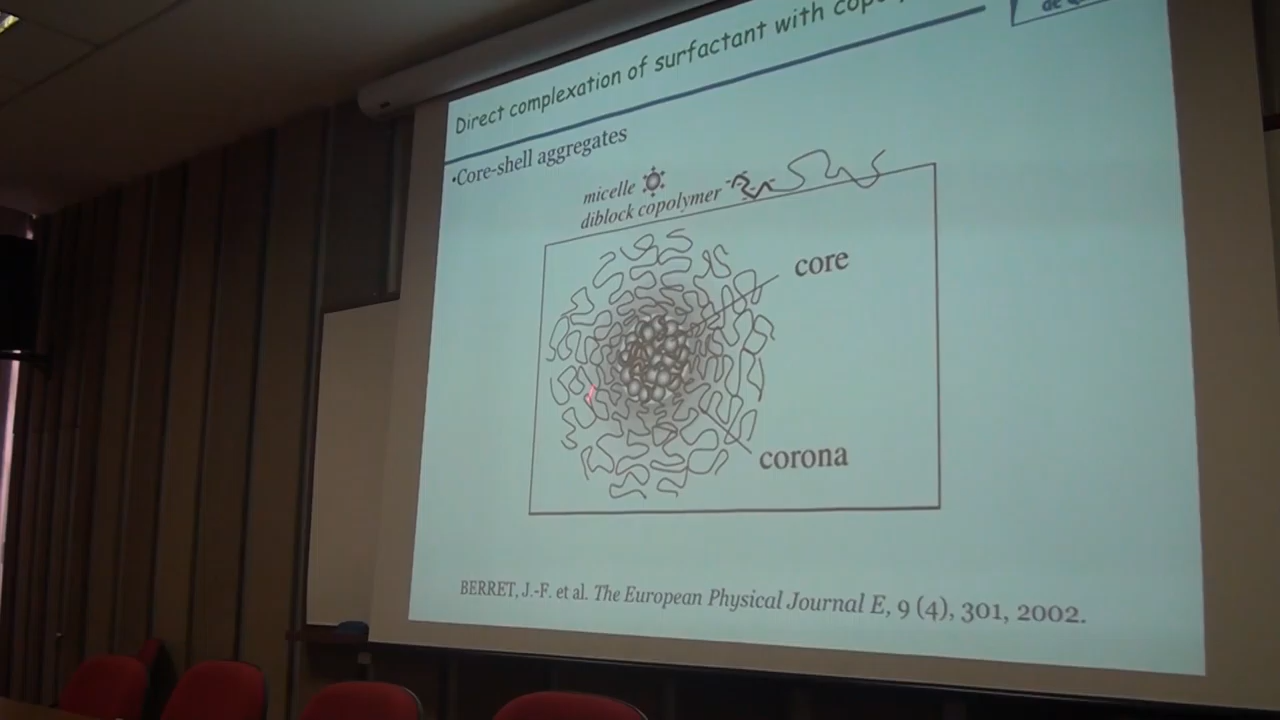 Direct complexation of surfactant with
•Core-shell aggregates
micelle
diblock copolymer
core
corona
BERRET, J.-F. et al. The European Physical Journal E, 9 (4), 301, 2002.